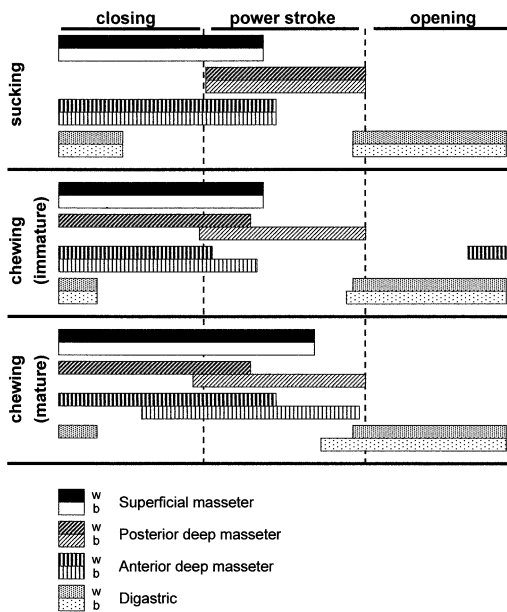 closing power stroke opening
sucking
chewing
(immature)
chewing
(mature)
w
b
Superficial masseter
w
b
Posterior deep masseter
w
b
Anterior deep masseter
w
b
Digastric